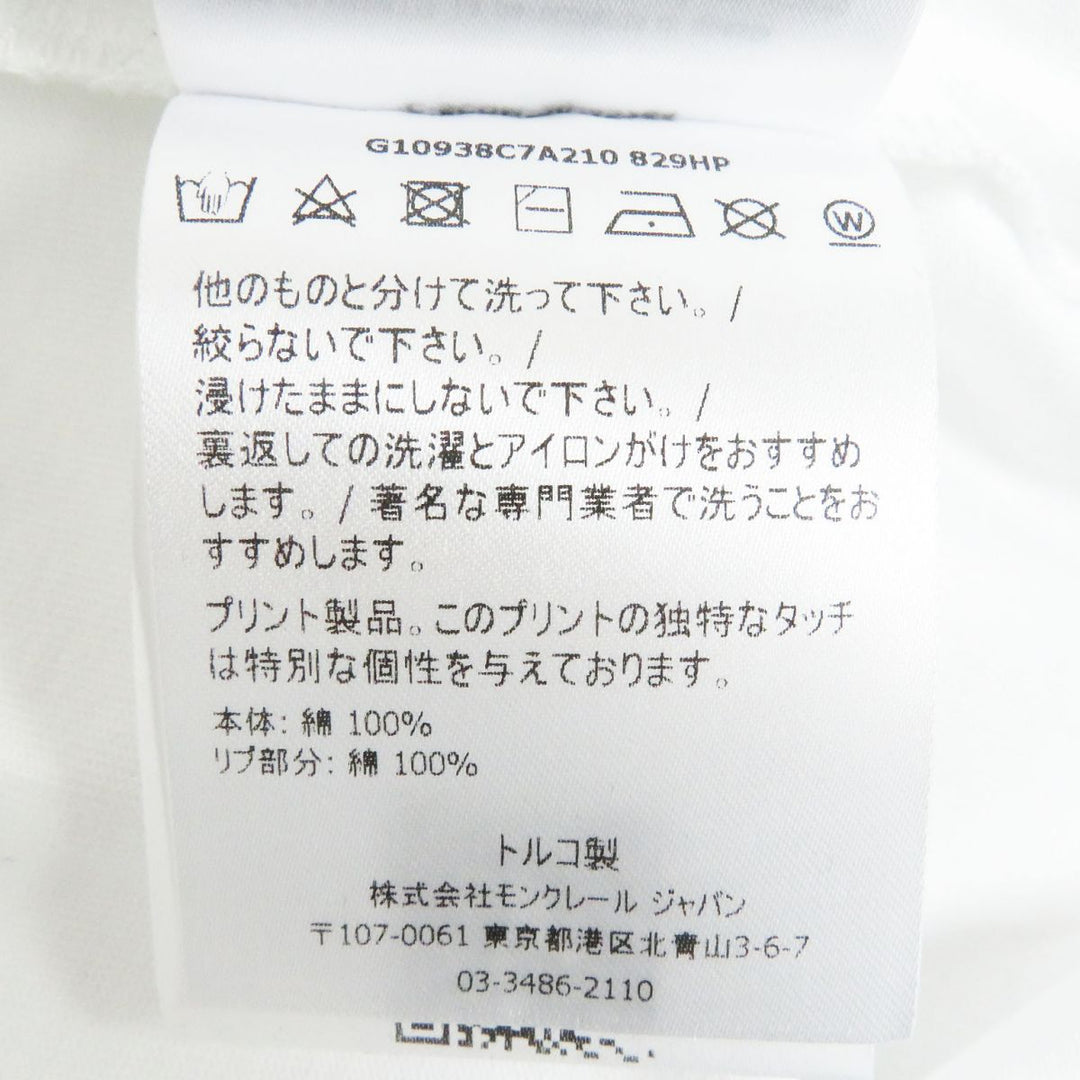 G10938C7A210 829HP
W
他のものと分けて洗って下さい。/
絞らないで下さい。/
浸けたままにしないで下さい。/
裏返しての洗濯とアイロンがけをおすすめ
します。/ 著名な専門業者で洗うことをお
すすめします。
プリント製品。このプリントの独特なタッチ
は特別な個性を与えております。
本体: 綿 100%
リブ部分: 綿 100%
トルコ製
株式会社モンクレール ジャパン
〒107-0061 東京都港区北青山3-6-7
03-3486-2110